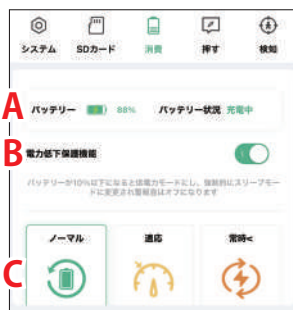 システム SDカード 消費 押す 検知
A バッテリー 88% バッテリー状況 充電中
B 電力低下保護機能
バッテリーが10%以下になると低電力モードにし、強制的にスリープモー
ドに変更され警報音はオフになります
ノーマル 適応 常時<
C